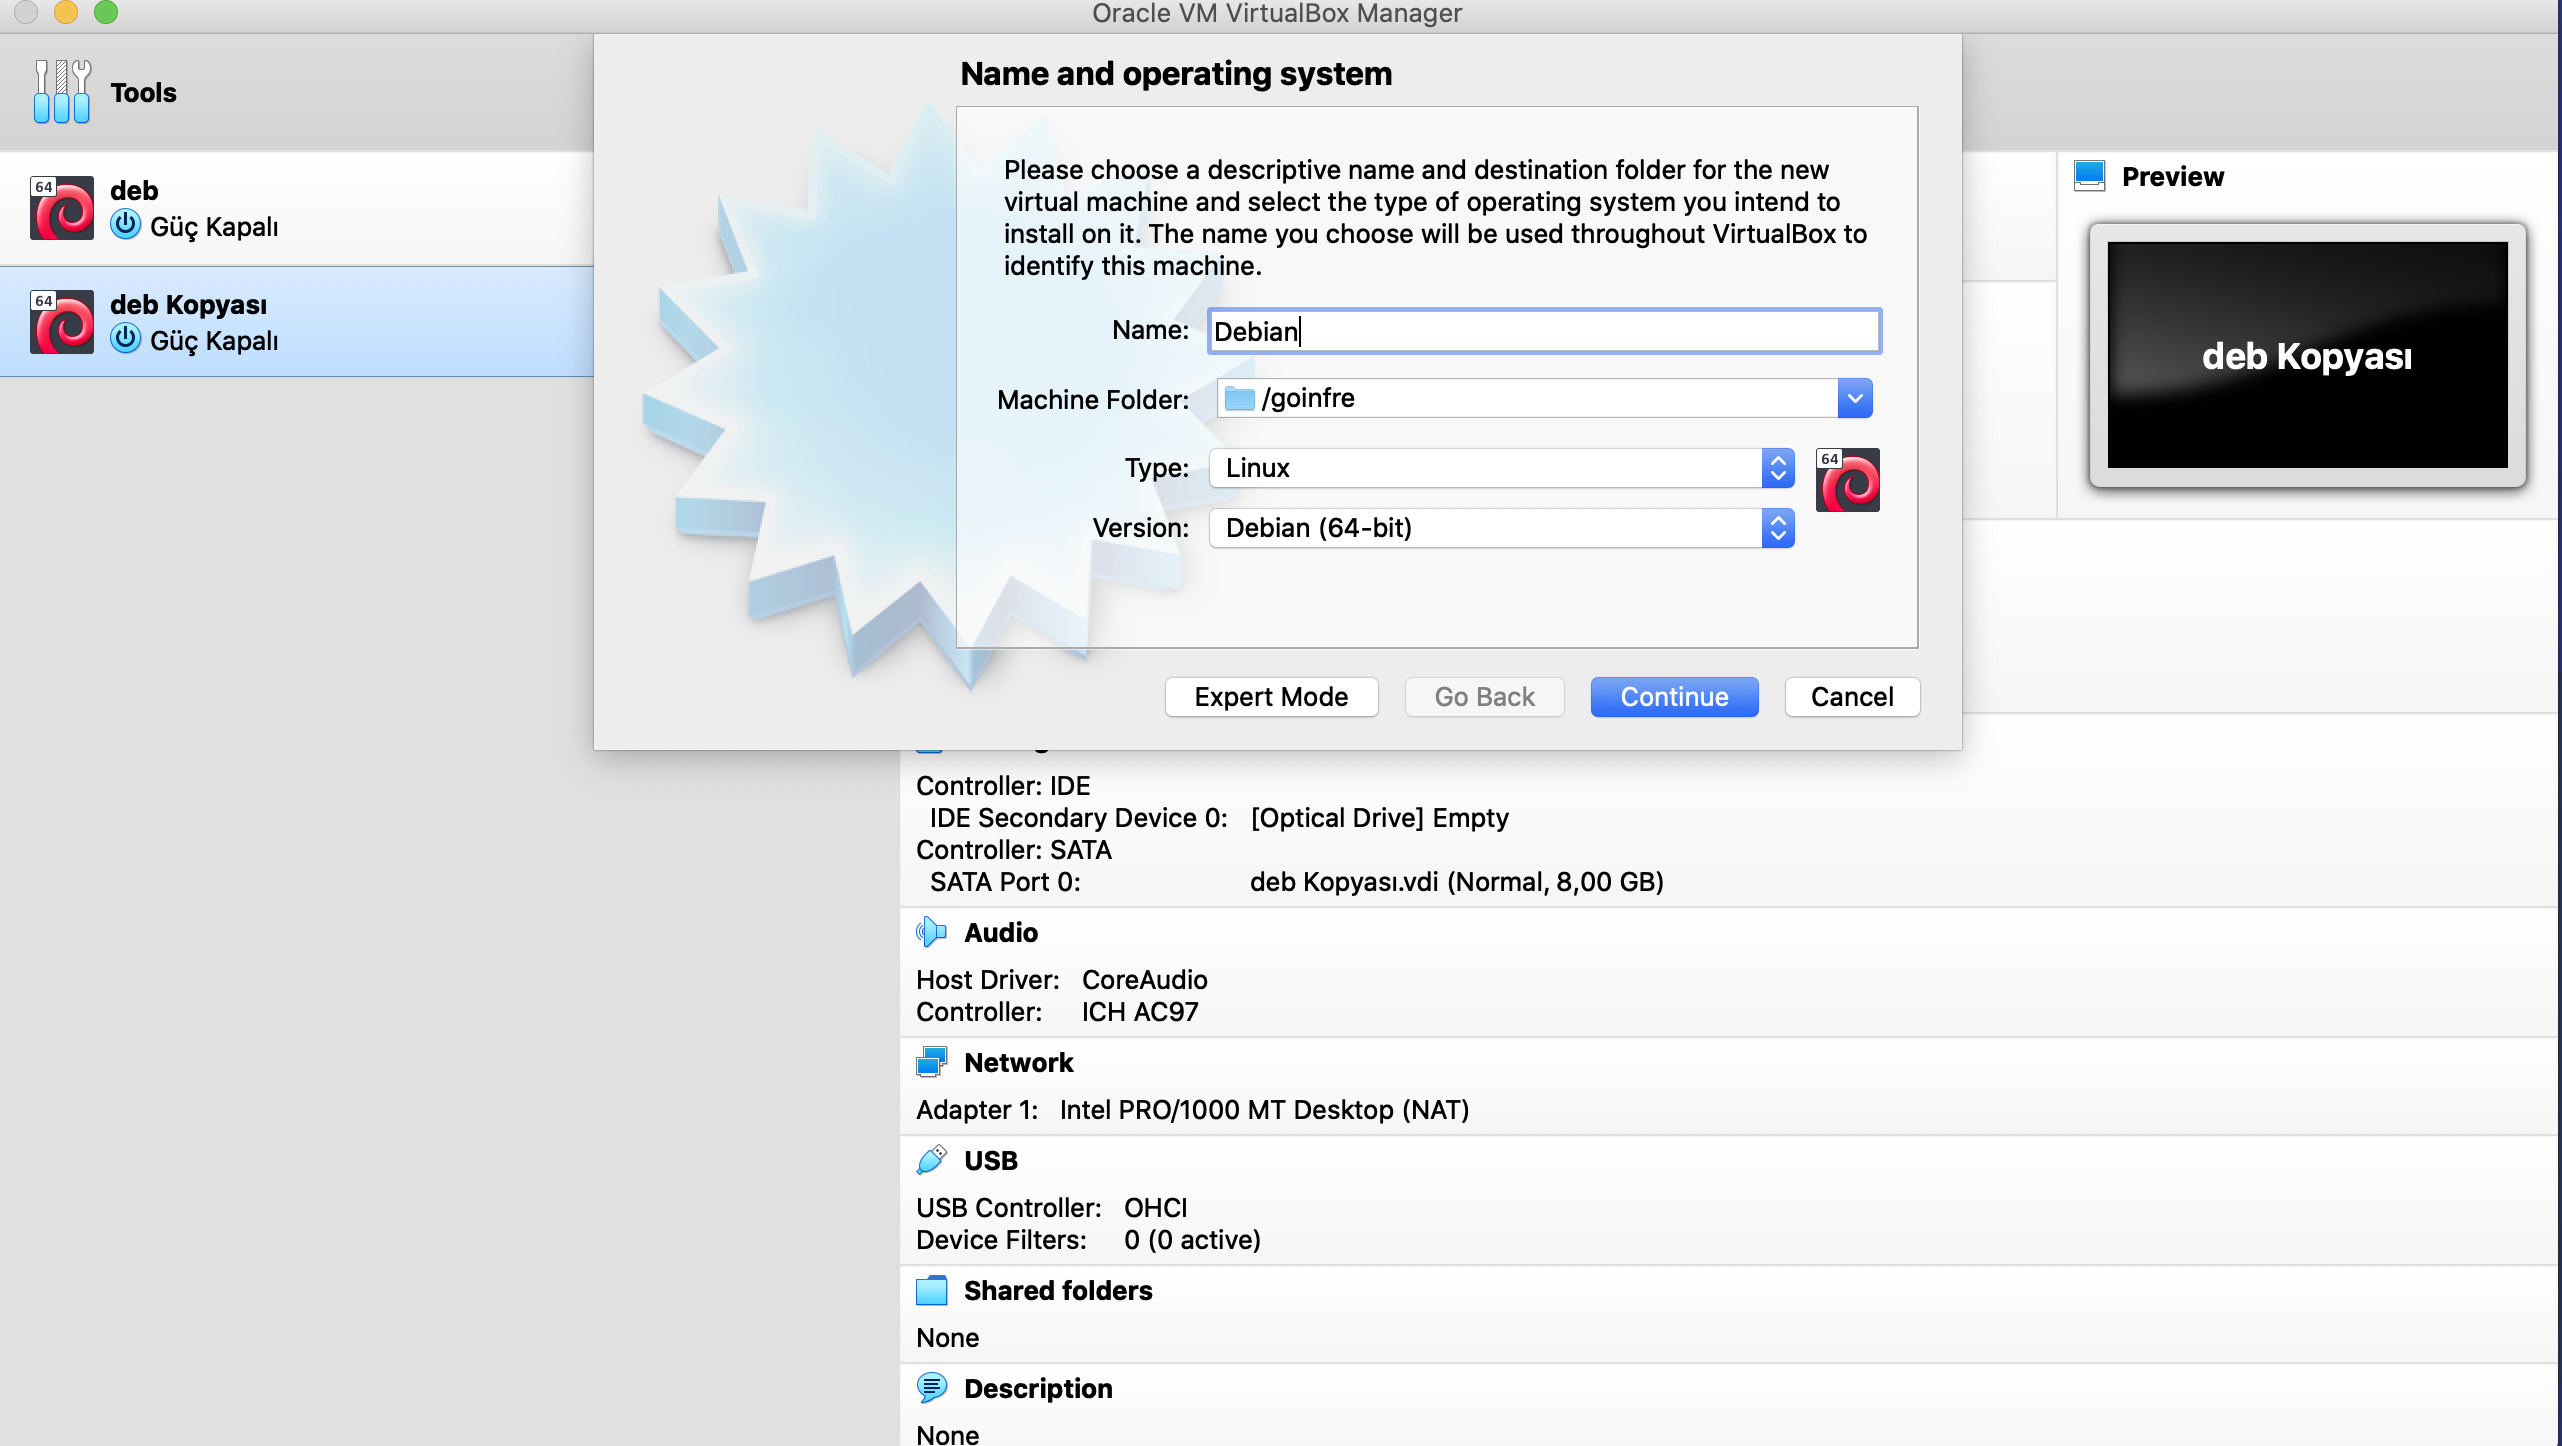 Oracle VM VirtualBox Manager
Tools
64
deb
Güç Kapalı
64
deb Kopyası
Güç Kapalı
Name and operating system
Please choose a descriptive name and destination folder for the new
virtual machine and select the type of operating system you intend to
install on it. The name you choose will be used throughout VirtualBox to
identify this machine.
Name: Debian
Machine Folder: /goinfre
Type: Linux
64
Version: Debian (64-bit)
Expert Mode Go Back Continue Cancel
Preview
deb Kopyası
Controller: IDE
IDE Secondary Device 0: [Optical Drive] Empty
Controller: SATA
SATA Port 0: deb Kopyası.vdi (Normal, 8,00 GB)
Audio
Host Driver: CoreAudio
Controller: ICH AC97
Network
Adapter 1: Intel PRO/1000 MT Desktop (NAT)
USB
USB Controller: OHCI
Device Filters: 0 (0 active)
Shared folders
None
Description
None